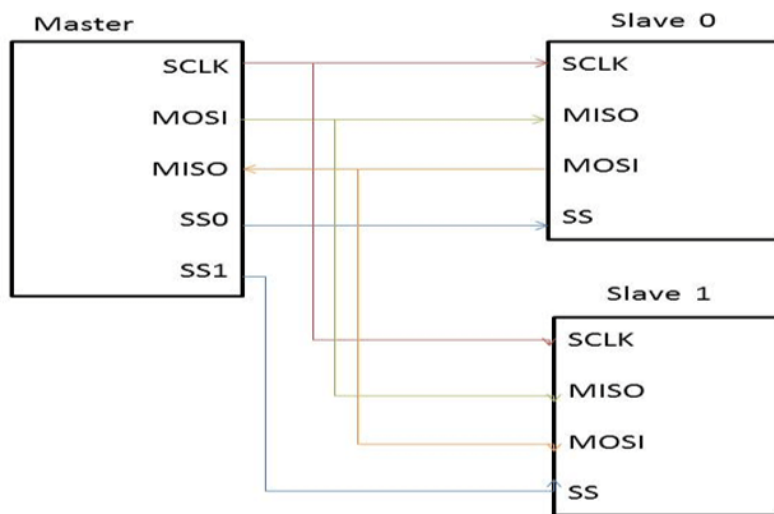 Master
SCLK
MOSI
MISO
SS0
SS1
Slave 0
SCLK
MISO
MOSI
SS
Slave 1
SCLK
MISO
MOSI
SS